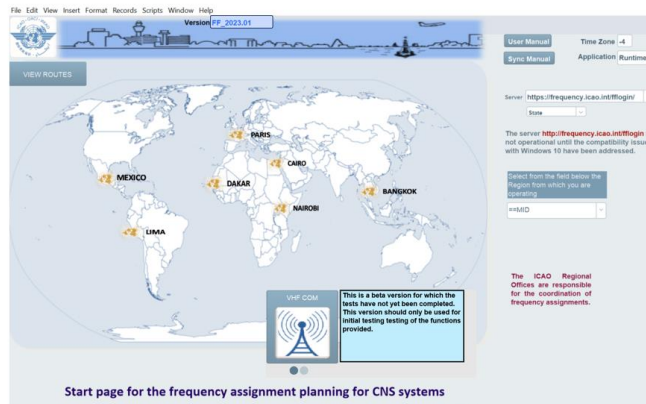 File Edit View Insert Format Records Scripts Window Help
Version FF_2023.01
User Manual
Time Zone -4
Sync Manual
Application Runtime
VIEW ROUTES
Server https://frequency.icao.int/fflogin/
State
The server http://frequency.icao.int/fflogin
not operational until the compatibility issu
with Windows 10 have been addressed.
Select from the field below the
Region from which you are
operating
==MID
PARIS
CAIRO
MEXICO
DAKAR
BANGKOK
NAIROBI
LIMA
The ICAO Regional
Offices are responsible
for the coordination of
frequency assignments.
VHF COM
This is a beta version for which the
tests have not yet been completed.
This version should only be used for
initial testing testing of the functions
provided.
Start page for the frequency assignment planning for CNS systems